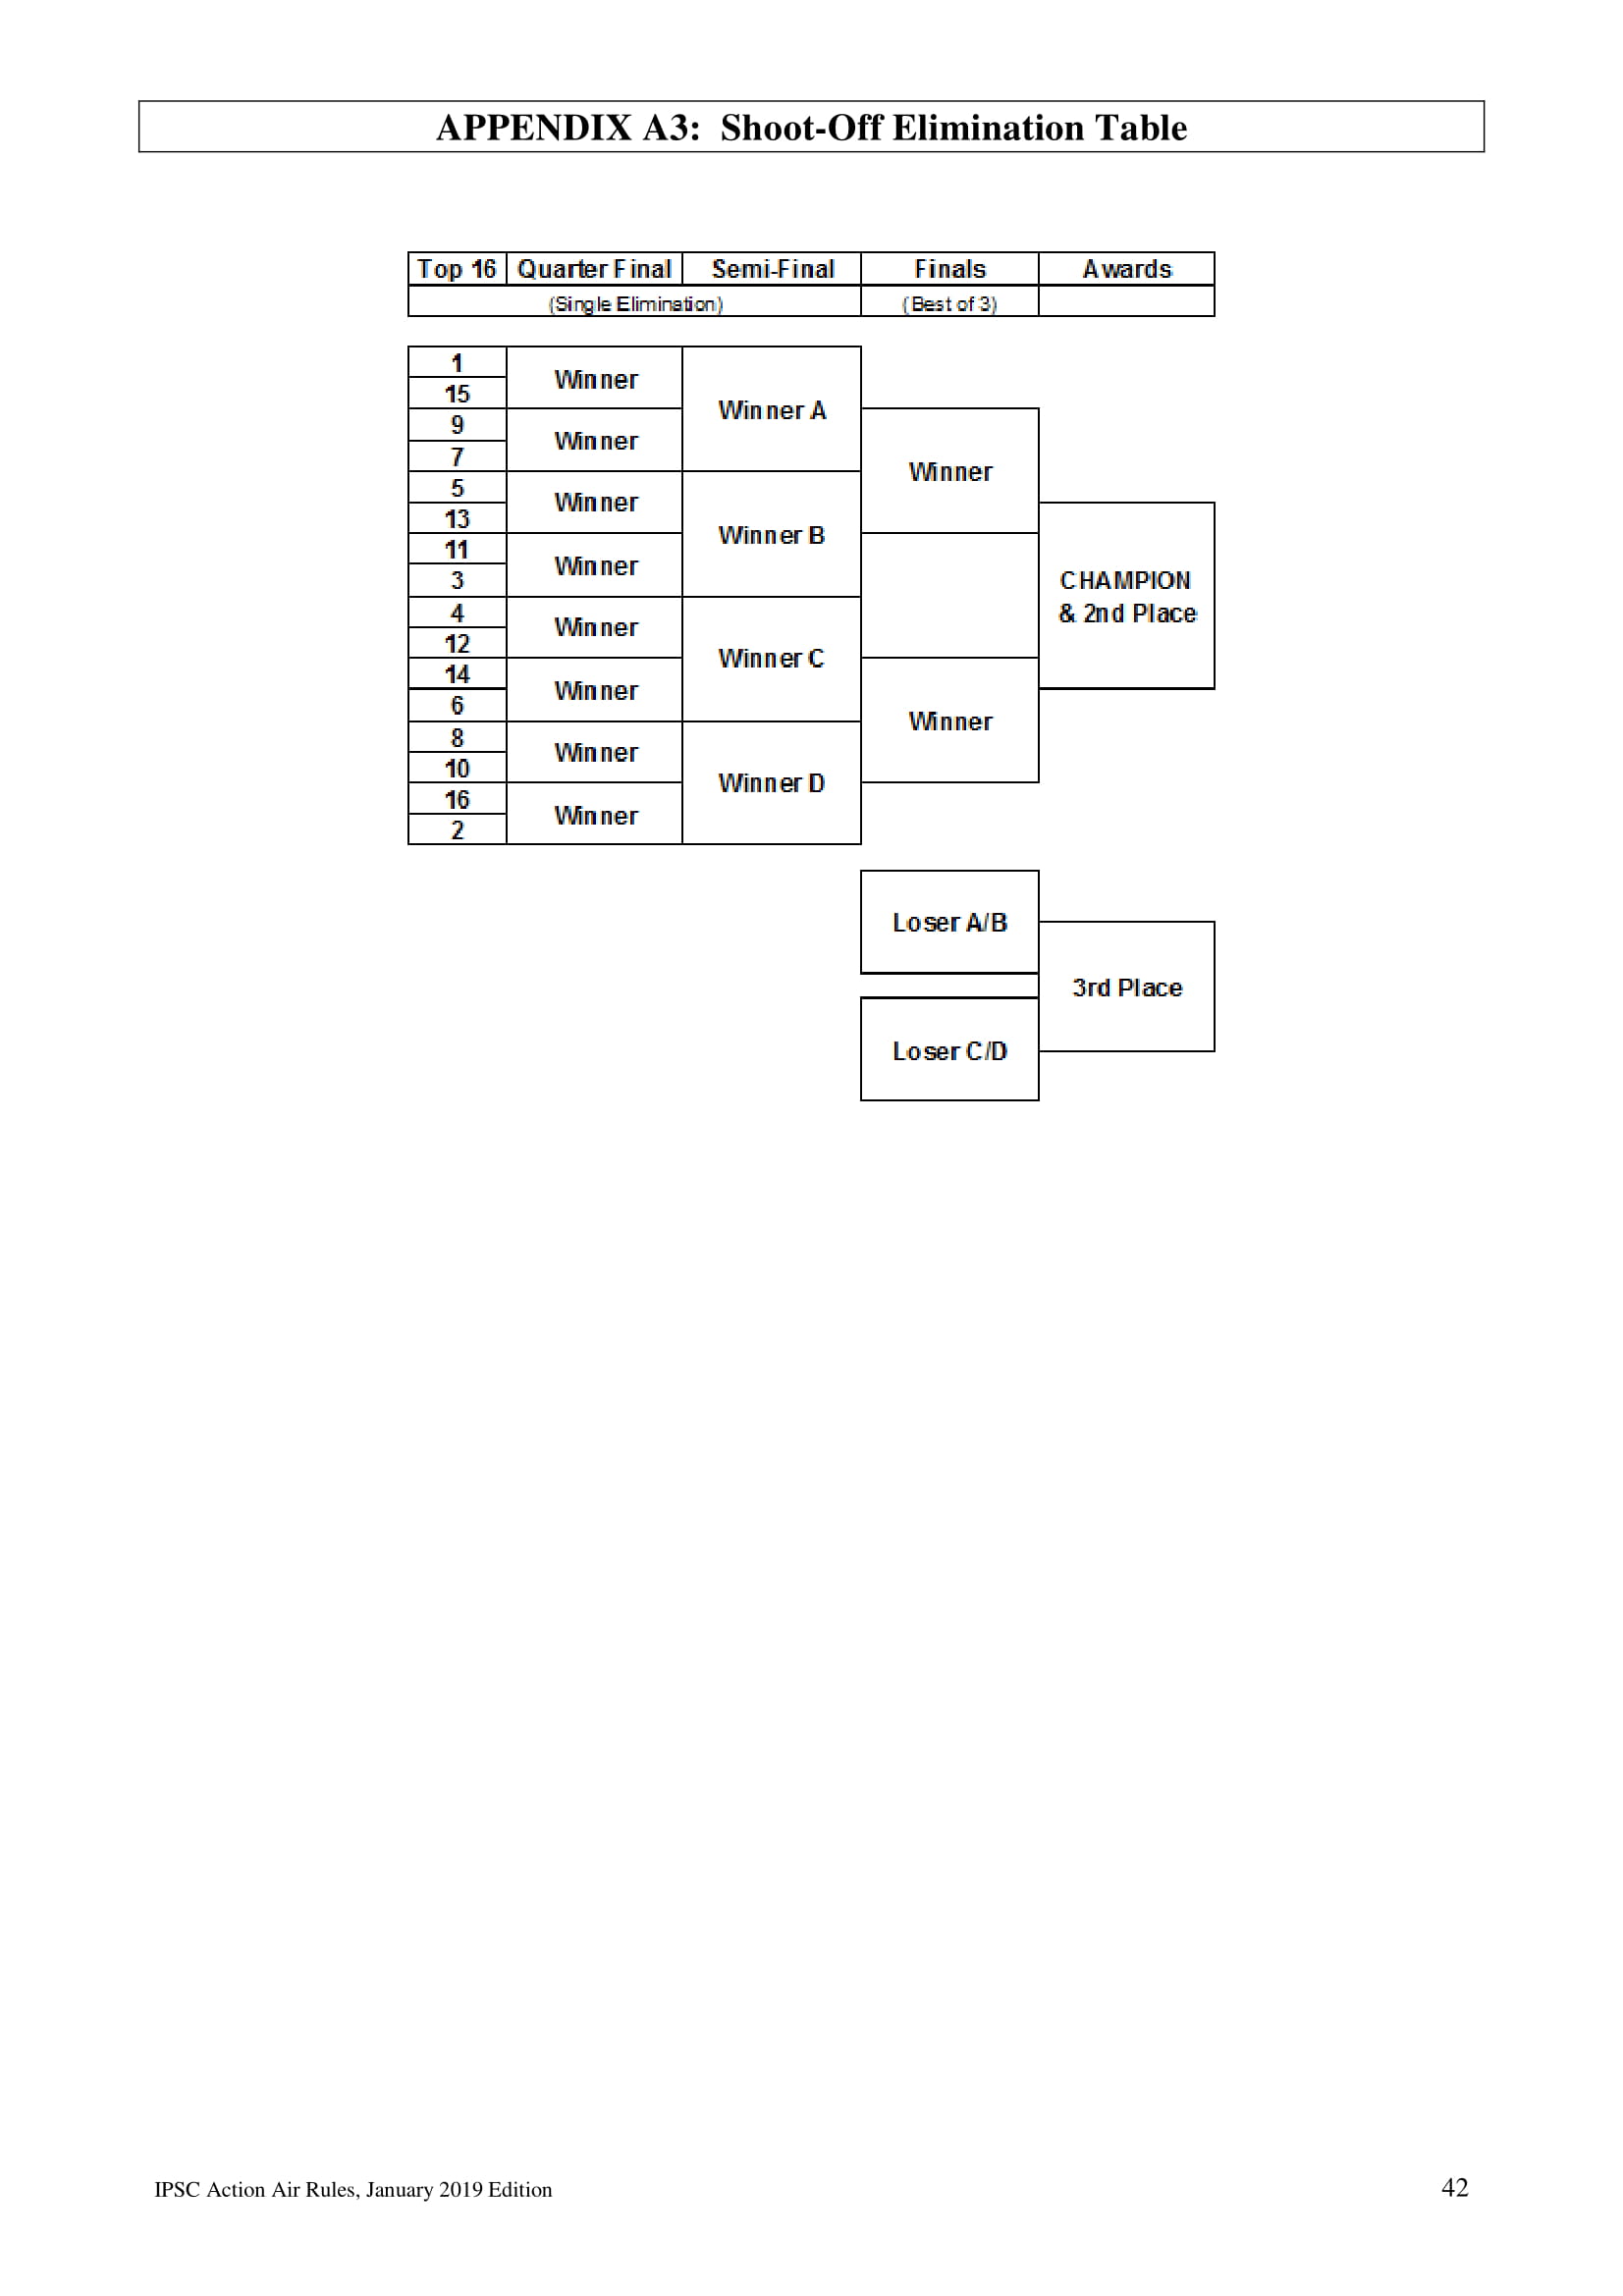 APPENDIX A3:  Shoot-Off Elimination Table
Top 16 Quarter Final Semi-Final Finals Awards
(Single Elimination) (Best of 3)
1
Winner
15
Winner A
9
Winner
7
Winner
5
Winner
13
Winner B
11
Winner
3
CHAMPION
& 2nd Place
4
Winner
12
Winner C
14
Winner
6
Winner
8
Winner
10
Winner D
16
Winner
2
Loser A/B
3rd Place
Loser C/D
IPSC Action Air Rules, January 2019 Edition 42